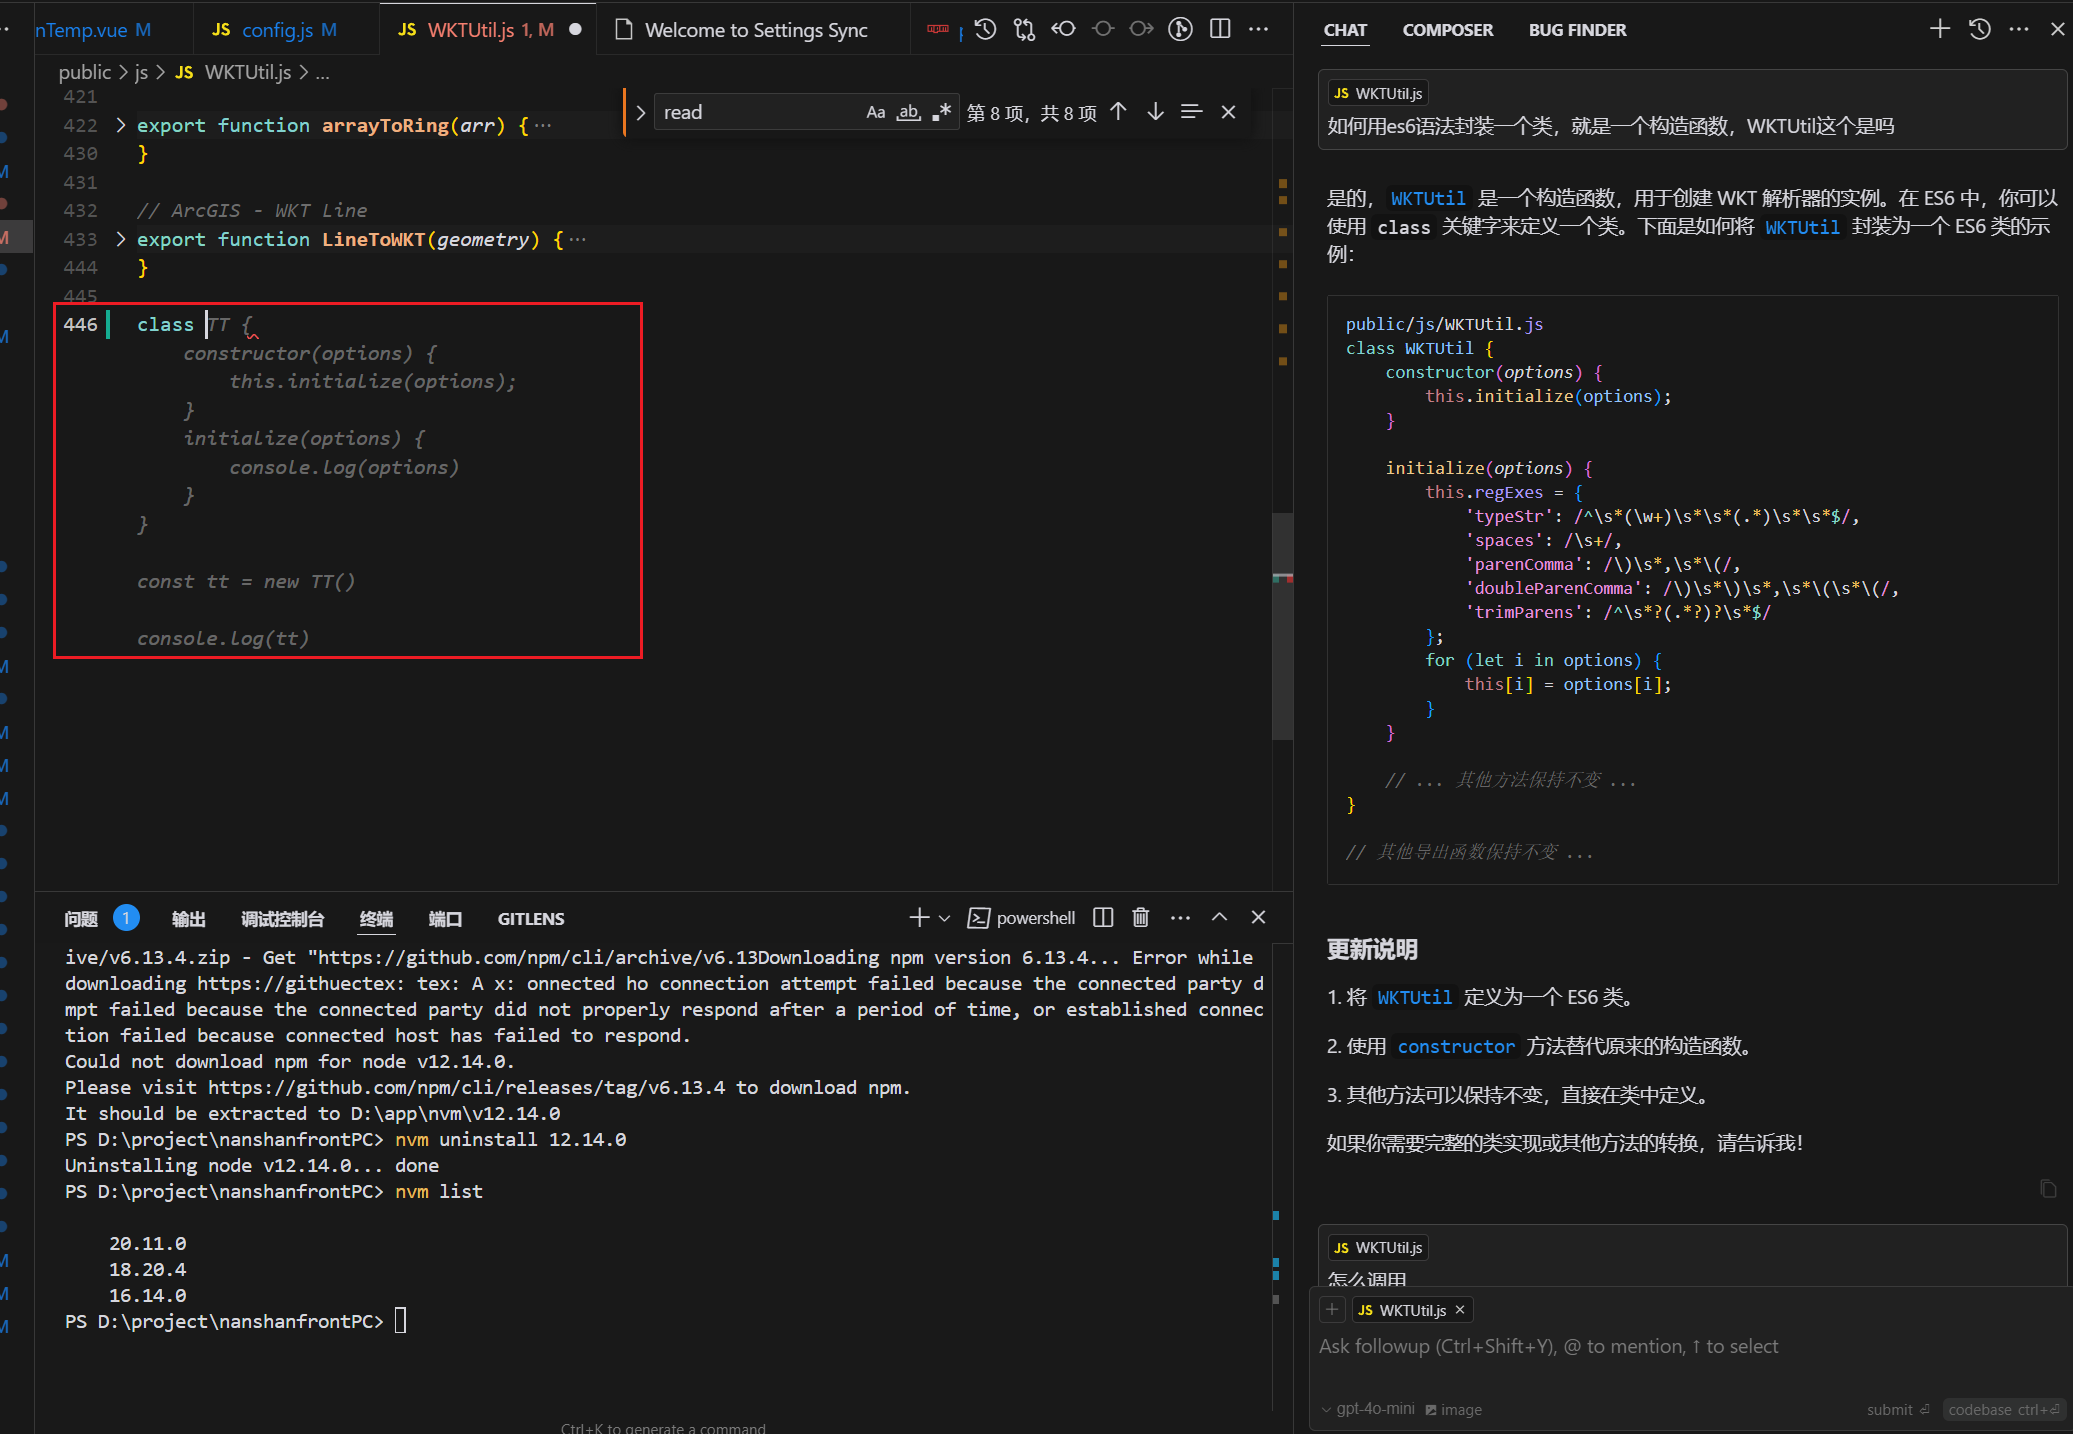 nTemp.vue M
JS config.js M
JS WKTUtil.js 1, M
Welcome to Settings Sync
public > js > JS WKTUtil.js > ...
read
Aa ab .*
第 8 项，共 8 项
421
422 export function arrayToRing(arr) { ···
430 }
431
432 // ArcGIS - WKT Line
433 export function LineToWKT(geometry) { ···
444 }
445
446 class TT {
constructor(options) {
this.initialize(options);
}
initialize(options) {
console.log(options)
}
}
const tt = new TT()
console.log(tt)
问题 1 输出 调试控制台 终端 端口 GITLENS
powershell
ive/v6.13.4.zip - Get "https://github.com/npm/cli/archive/v6.13Downloading npm version 6.13.4... Error while
downloading https://githuectex: tex: A x: onnected ho connection attempt failed because the connected party d
mpt failed because the connected party did not properly respond after a period of time, or established connec
tion failed because connected host has failed to respond.
Could not download npm for node v12.14.0.
Please visit https://github.com/npm/cli/releases/tag/v6.13.4 to download npm.
It should be extracted to D:\app\nvm\v12.14.0
PS D:\project\nanshanfrontPC> nvm uninstall 12.14.0
Uninstalling node v12.14.0... done
PS D:\project\nanshanfrontPC> nvm list
20.11.0
18.20.4
16.14.0
PS D:\project\nanshanfrontPC>
Ctrl+K to generate a command
CHAT COMPOSER BUG FINDER
JS WKTUtil.js
如何用es6语法封装一个类，就是一个构造函数，WKTUtil这个是吗
是的， WKTUtil 是一个构造函数，用于创建 WKT 解析器的实例。在 ES6 中，你可以
使用 class 关键字来定义一个类。下面是如何将 WKTUtil 封装为一个 ES6 类的示
例：
public/js/WKTUtil.js
class WKTUtil {
constructor(options) {
this.initialize(options);
}
initialize(options) {
this.regExes = {
'typeStr': /^\s*(\w+)\s*\s*(.*)\s*\s*$/,
'spaces': /\s+/,
'parenComma': /\)\s*,\s*\(/,
'doubleParenComma': /\)\s*\)\s*,\s*\(\s*\(/,
'trimParens': /^\s*?(.*?)?\s*$/
};
for (let i in options) {
this[i] = options[i];
}
}
// ... 其他方法保持不变 ...
}
// 其他导出函数保持不变 ...
更新说明
1. 将 WKTUtil 定义为一个 ES6 类。
2. 使用 constructor 方法替代原来的构造函数。
3. 其他方法可以保持不变，直接在类中定义。
如果你需要完整的类实现或其他方法的转换，请告诉我！
JS WKTUtil.js
怎么调用
JS WKTUtil.js ×
Ask followup (Ctrl+Shift+Y), @ to mention, ↑ to select
gpt-4o-mini image submit ⏎ codebase ctrl+⏎